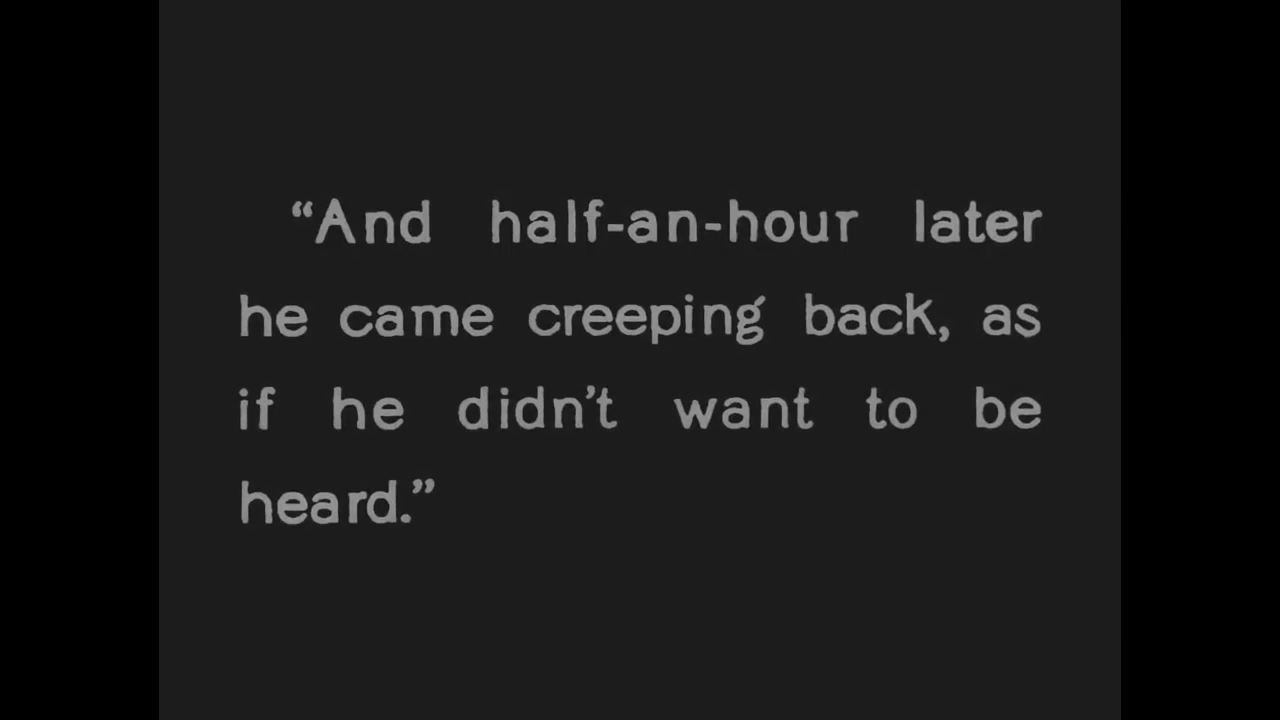 “And half-an-hour later
he came creeping back, as
if he didn’t want to be
heard.”